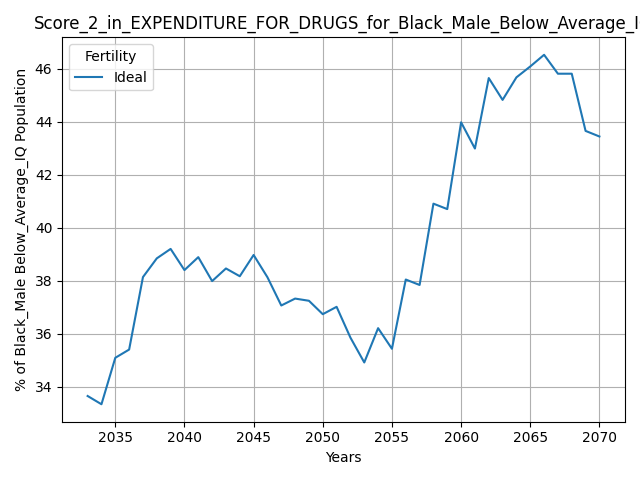 Score_2_in_EXPENDITURE_FOR_DRUGS_for_Black_Male_Below_Average_I
Fertility
Ideal
% of Black_Male Below_Average_IQ Population
46
44
42
40
38
36
34
2035 2040 2045 2050 2055 2060 2065 2070
Years